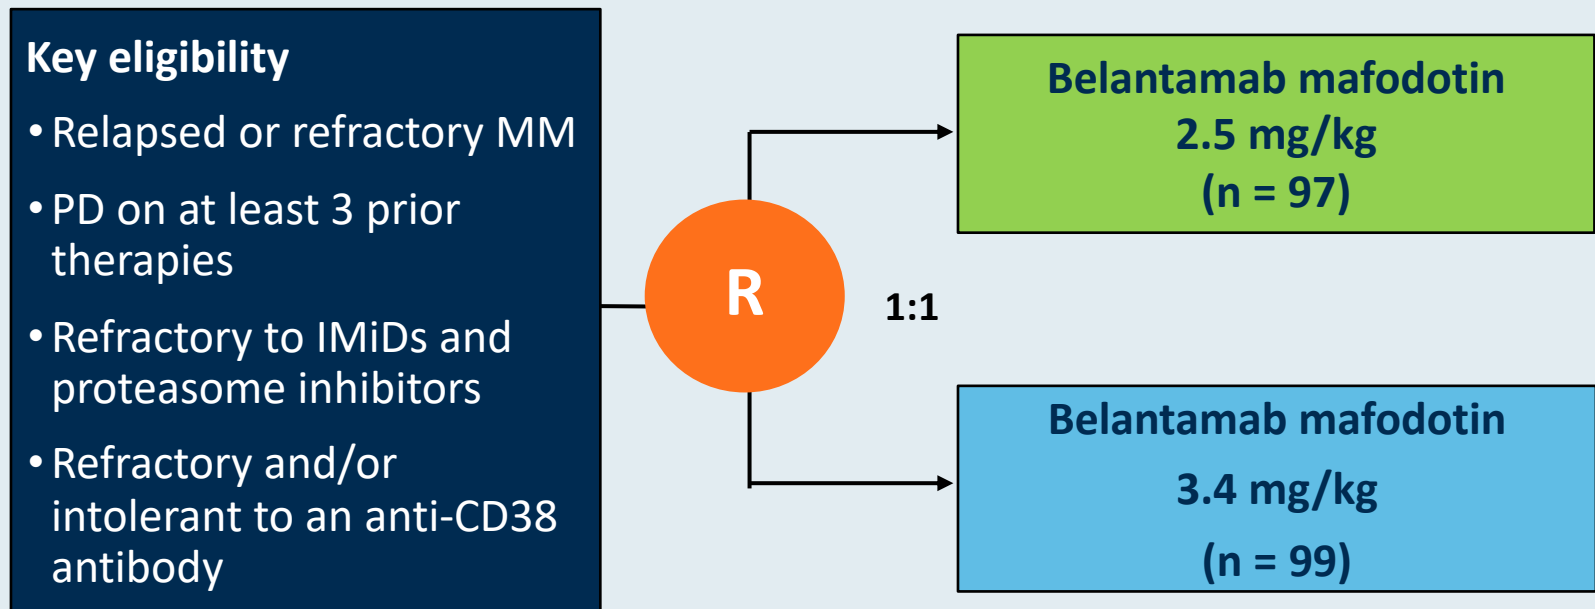 Key eligibility
• Relapsed or refractory MM
• PD on at least 3 prior
therapies
• Refractory to IMiDs and
proteasome inhibitors
• Refractory and/or
intolerant to an anti-CD38
antibody
R
1:1
Belantamab mafodotin
2.5 mg/kg
(n = 97)
Belantamab mafodotin
3.4 mg/kg
(n = 99)